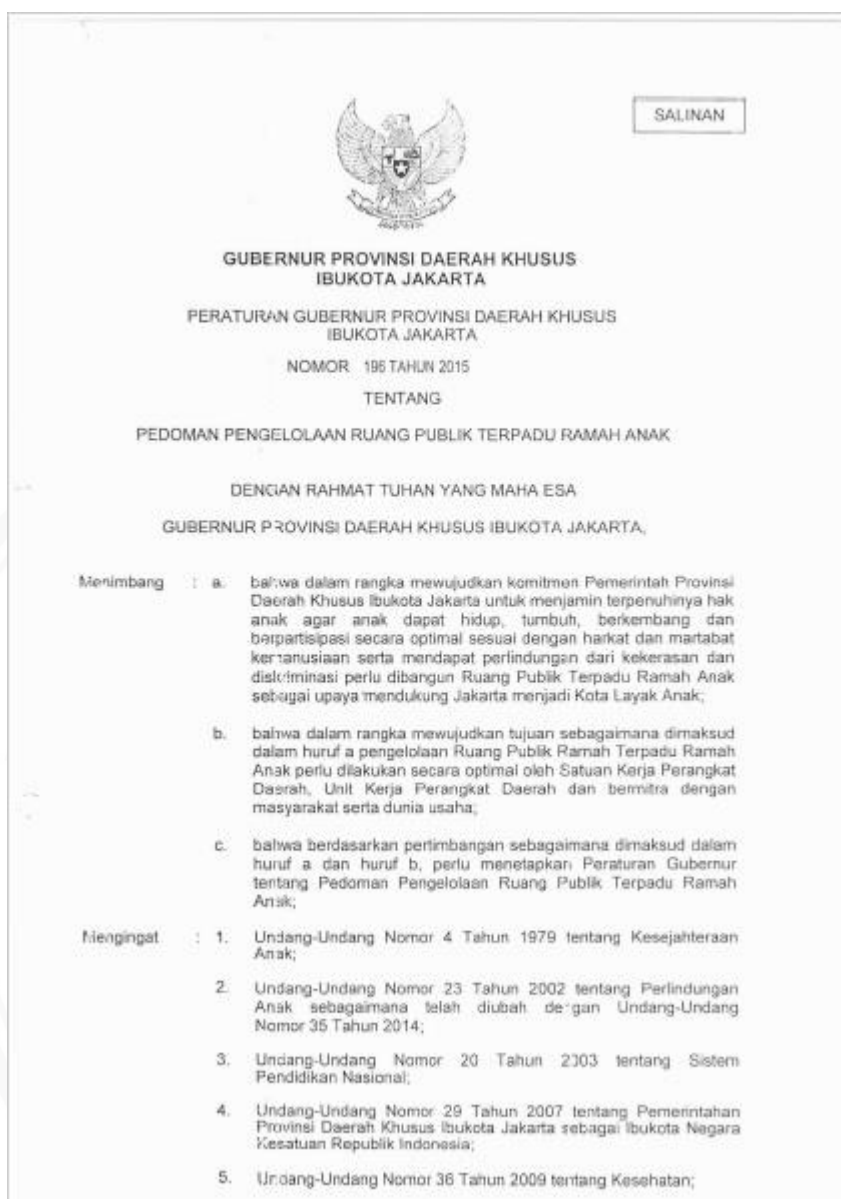 SALINAN
GUBERNUR PROVINSI DAERAH KHUSUS
IBUKOTA JAKARTA
PERATURAN GUBERNUR PROVINSI DAERAH KHUSUS
IBUKOTA JAKARTA
NOMOR 196 TAHUN 2015
TENTANG
PEDOMAN PENGELOLAAN RUANG PUBLIK TERPADU RAMAH ANAK
DENGAN RAHMAT TUHAN YANG MAHA ESA
GUBERNUR PROVINSI DAERAH KHUSUS IBUKOTA JAKARTA,
Menimbang : a. bahwa dalam rangka mewujudkan komitmen Pemerintah Provinsi
Daerah Khusus Ibukota Jakarta untuk menjamin terpenuhinya hak
anak agar anak dapat hidup, tumbuh, berkembang dan
berpartisipasi secara optimal sesuai dengan harkat dan martabat
kemanusiaan serta mendapat perlindungan dari kekerasan dan
diskriminasi perlu dibangun Ruang Publik Terpadu Ramah Anak
sebagai upaya mendukung Jakarta menjadi Kota Layak Anak;
b. bahwa dalam rangka mewujudkan tujuan sebagaimana dimaksud
dalam huruf a pengelolaan Ruang Publik Ramah Terpadu Ramah
Anak perlu dilakukan secara optimal oleh Satuan Kerja Perangkat
Daerah, Unit Kerja Perangkat Daerah dan bermitra dengan
masyarakat serta dunia usaha;
c. bahwa berdasarkan pertimbangan sebagaimana dimaksud dalam
huruf a dan huruf b, perlu menetapkan Peraturan Gubernur
tentang Pedoman Pengelolaan Ruang Publik Terpadu Ramah
Anak;
Mengingat : 1. Undang-Undang Nomor 4 Tahun 1979 tentang Kesejahteraan
Anak;
2. Undang-Undang Nomor 23 Tahun 2002 tentang Perlindungan
Anak sebagaimana telah diubah dengan Undang-Undang
Nomor 35 Tahun 2014;
3. Undang-Undang Nomor 20 Tahun 2003 tentang Sistem
Pendidikan Nasional;
4. Undang-Undang Nomor 29 Tahun 2007 tentang Pemerintahan
Provinsi Daerah Khusus Ibukota Jakarta sebagai Ibukota Negara
Kesatuan Republik Indonesia;
5. Undang-Undang Nomor 36 Tahun 2009 tentang Kesehatan;